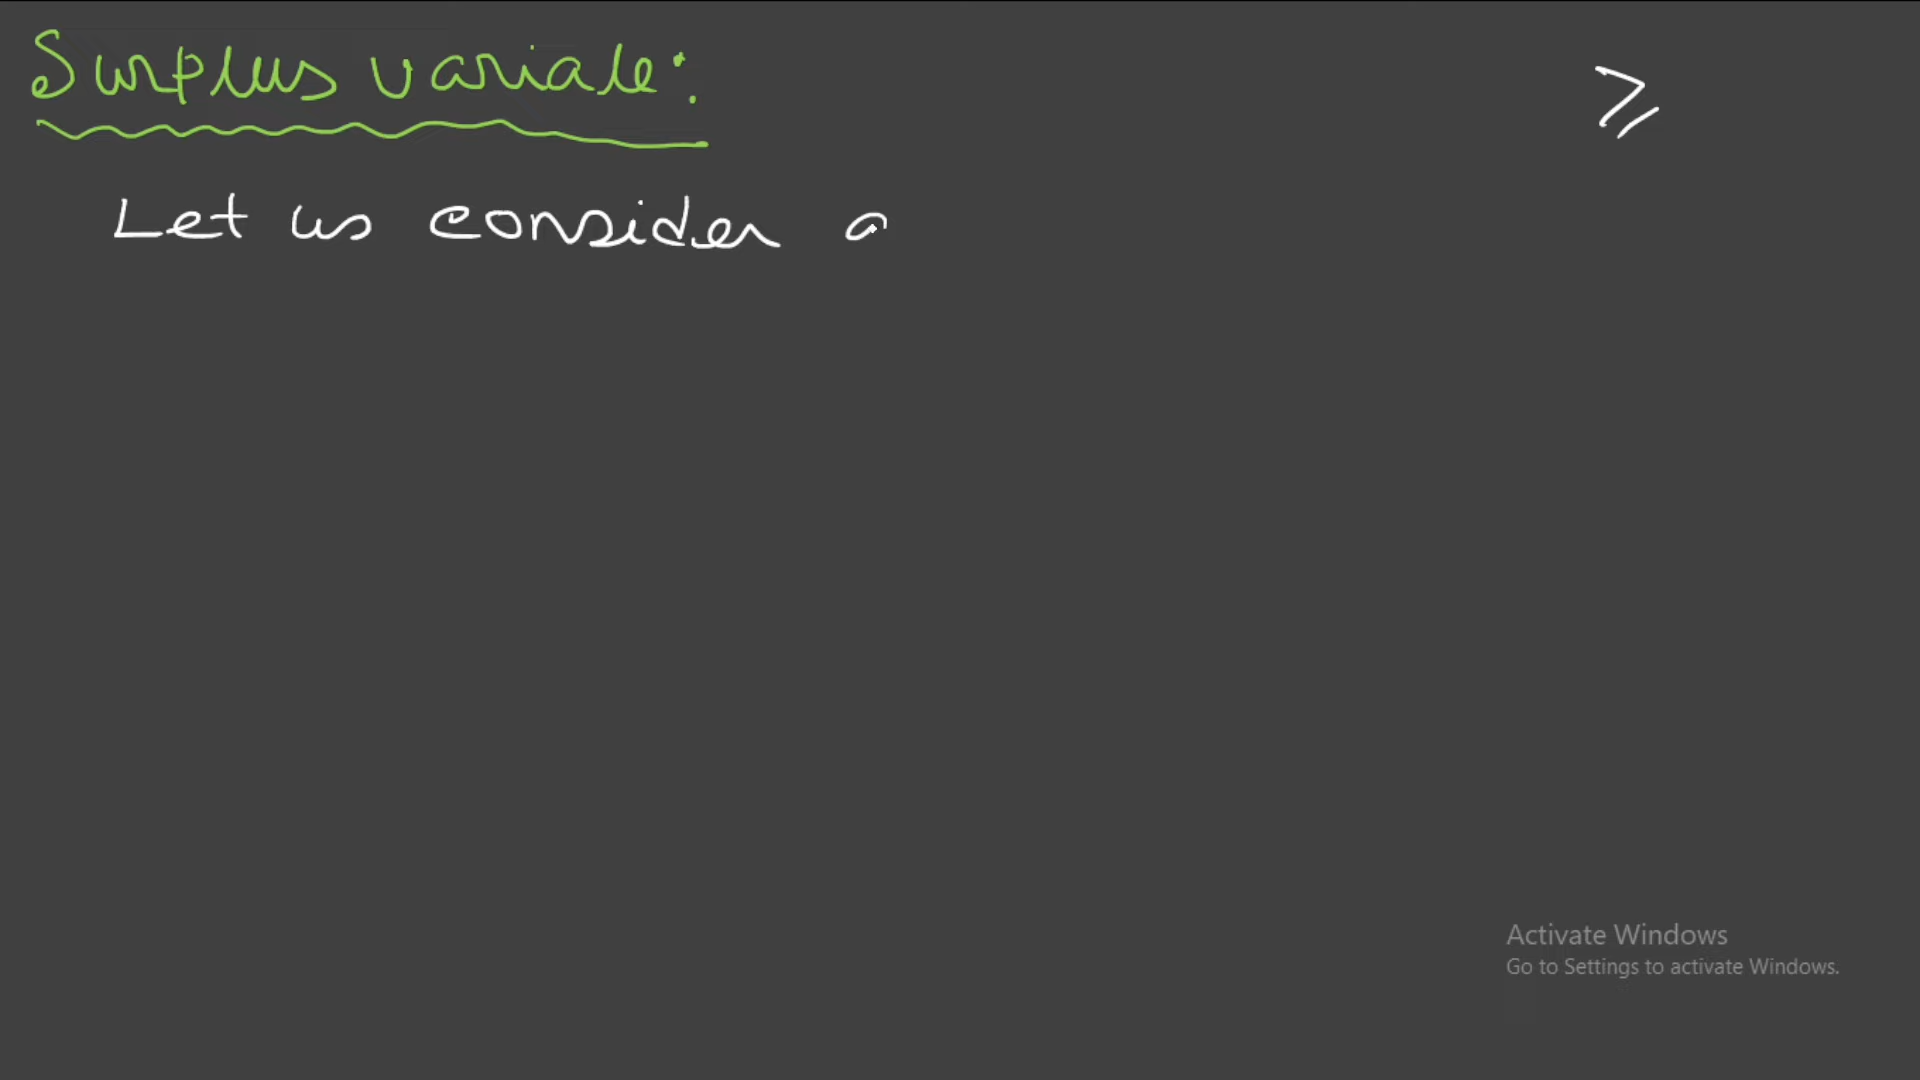 Surplus variale:
≥
Let us consider a
Activate Windows
Go to Settings to activate Windows.